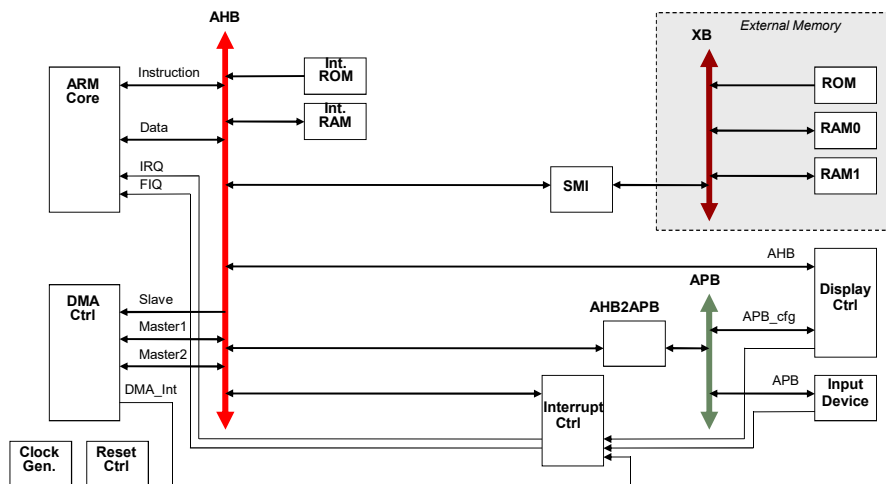 AHB
External Memory
XB
ARM
Core
Instruction
Int.
ROM
ROM
Int.
RAM
Data
RAM0
IRQ
FIQ
SMI
RAM1
AHB
DMA
Ctrl
Slave
APB
Display
Ctrl
Master1
AHB2APB
APB_cfg
Master2
DMA_Int
APB
Input
Device
Interrupt
Ctrl
Clock
Gen.
Reset
Ctrl